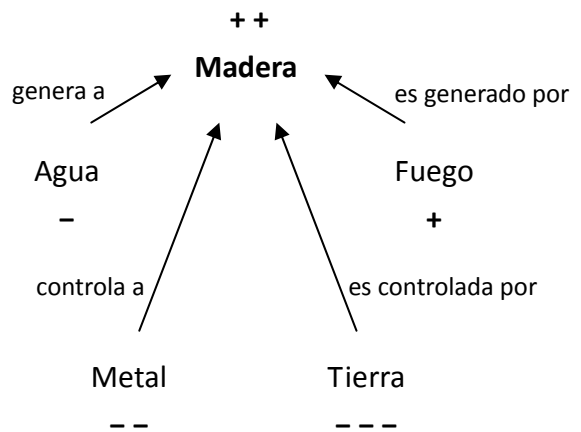 + +
Madera
genera a
es generado por
Agua
Fuego
–
+
controla a
es controlada por
Metal
Tierra
– –
– – –